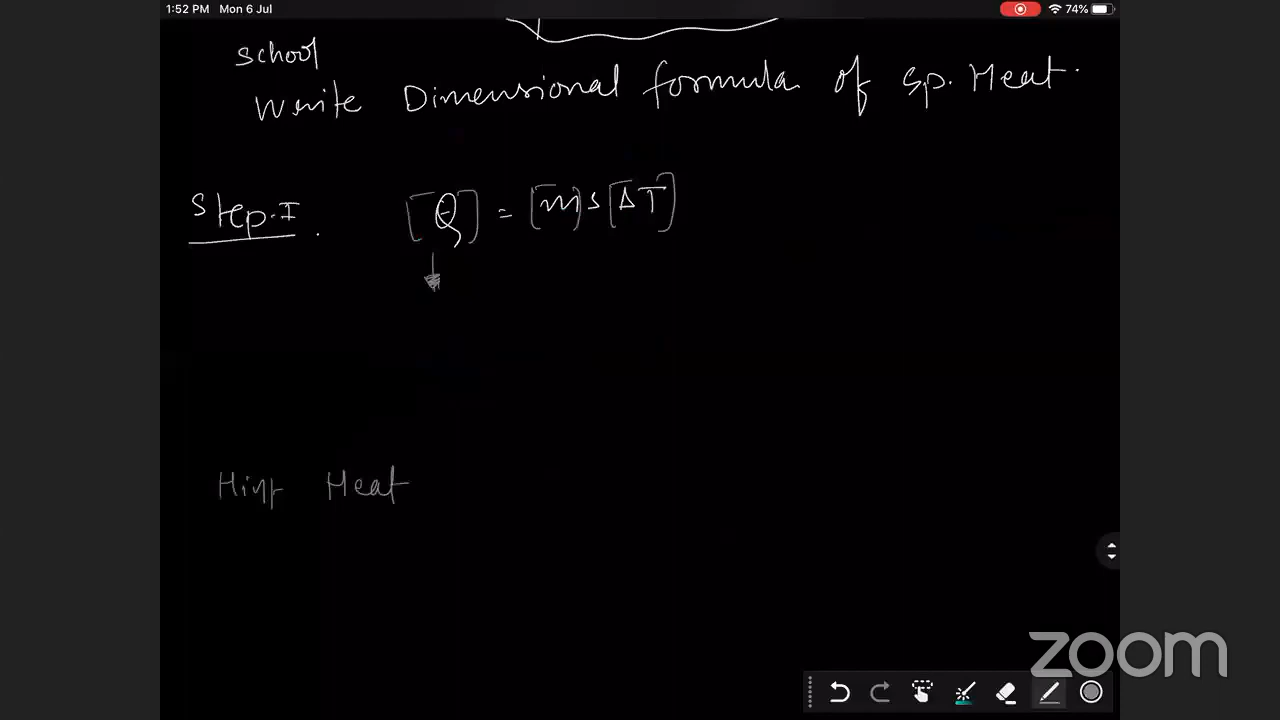 1:52 PM Mon 6 Jul 74%
School
Write Dimensional formula of Sp. Heat.
Step.I. [Q] = [m] s [ΔT]
Hint Heat
zoom